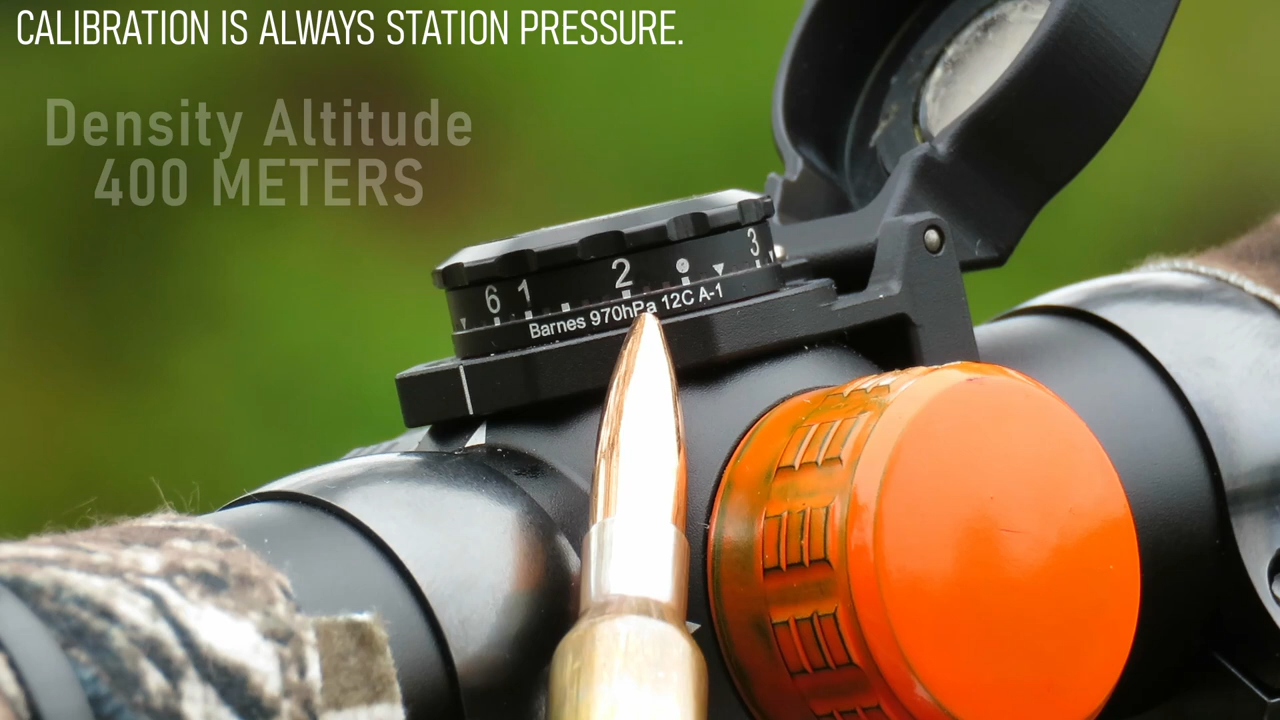 CALIBRATION IS ALWAYS STATION PRESSURE.
Density Altitude
400 METERS
6 1 2 3
Barnes 970hPa 12C A-1